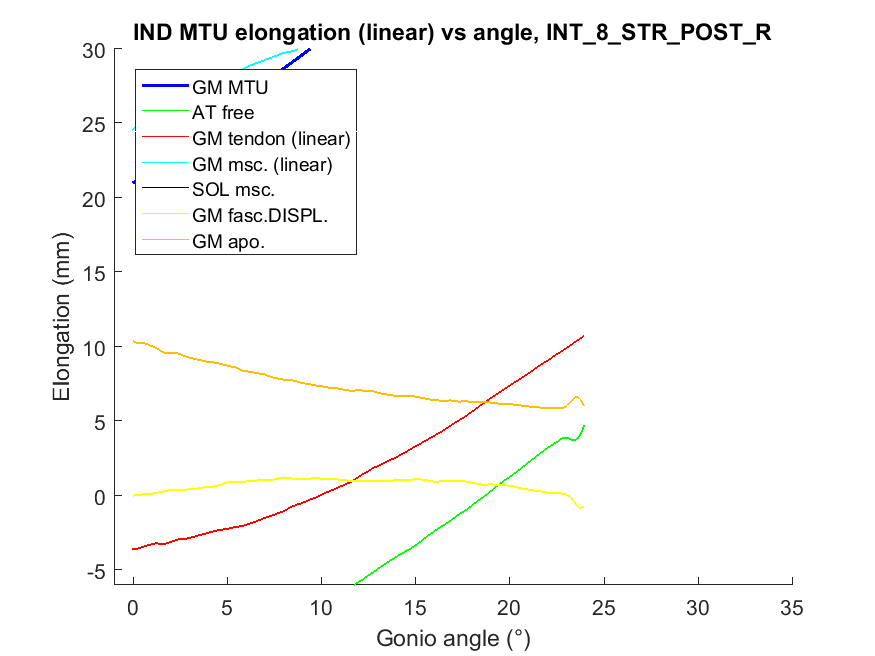 IND MTU elongation (linear) vs angle, INT_8_STR_POST_R
30
25
20
15
10
5
0
-5
Elongation (mm)
GM MTU
AT free
GM tendon (linear)
GM msc. (linear)
SOL msc.
GM fasc.DISPL.
GM apo.
0 5 10 15 20 25 30 35
Gonio angle (°)